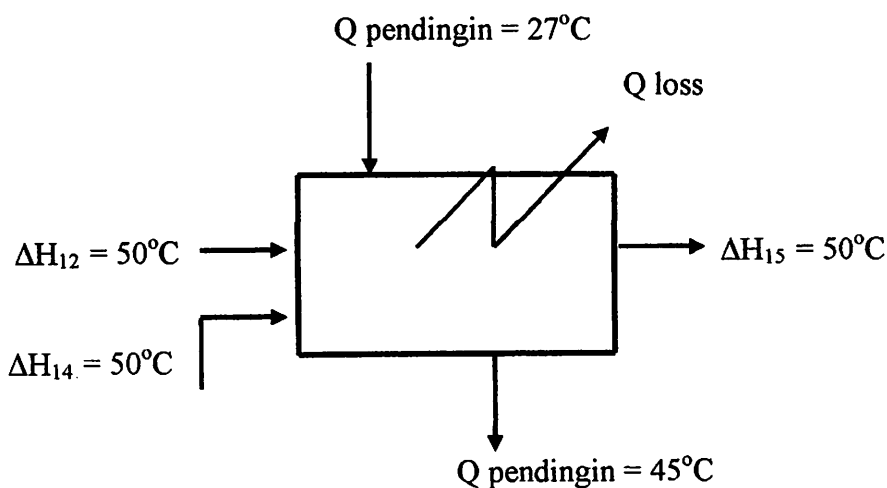 Q pendingin = 27°C
Q loss
ΔH₁₂ = 50°C
ΔH₁₅ = 50°C
ΔH₁₄ = 50°C
Q pendingin = 45°C